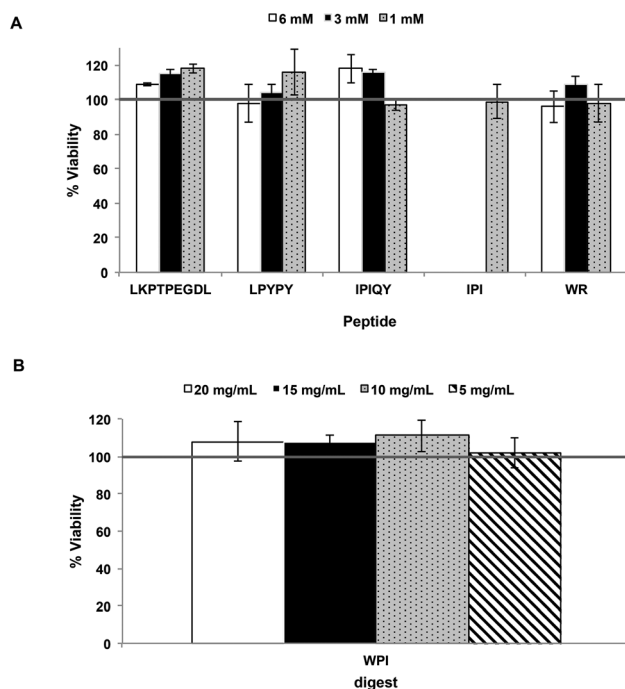 A
6 mM 3 mM 1 mM
120
100
80
60
40
20
0
% Viability
LKPTPEGDL LPYPY IPIQY IPI WR
Peptide
B
20 mg/mL 15 mg/mL 10 mg/mL 5 mg/mL
120
100
80
60
40
20
0
% Viability
WPI
digest